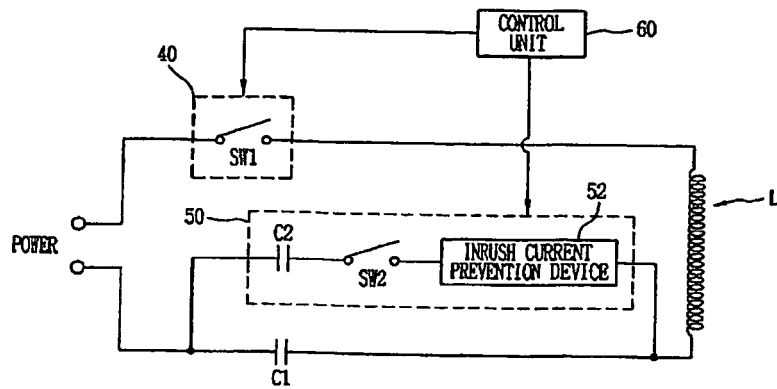 CONTROL
UNIT
60
40
SW1
L
50
52
C2
SW2
INRUSH CURRENT
PREVENTION DEVICE
POWER
C1